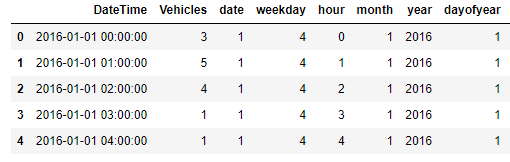 DateTime Vehicles date weekday hour month year dayofyear
0 2016-01-01 00:00:00 3 1 4 0 1 2016 1
1 2016-01-01 01:00:00 5 1 4 1 1 2016 1
2 2016-01-01 02:00:00 4 1 4 2 1 2016 1
3 2016-01-01 03:00:00 1 1 4 3 1 2016 1
4 2016-01-01 04:00:00 1 1 4 4 1 2016 1